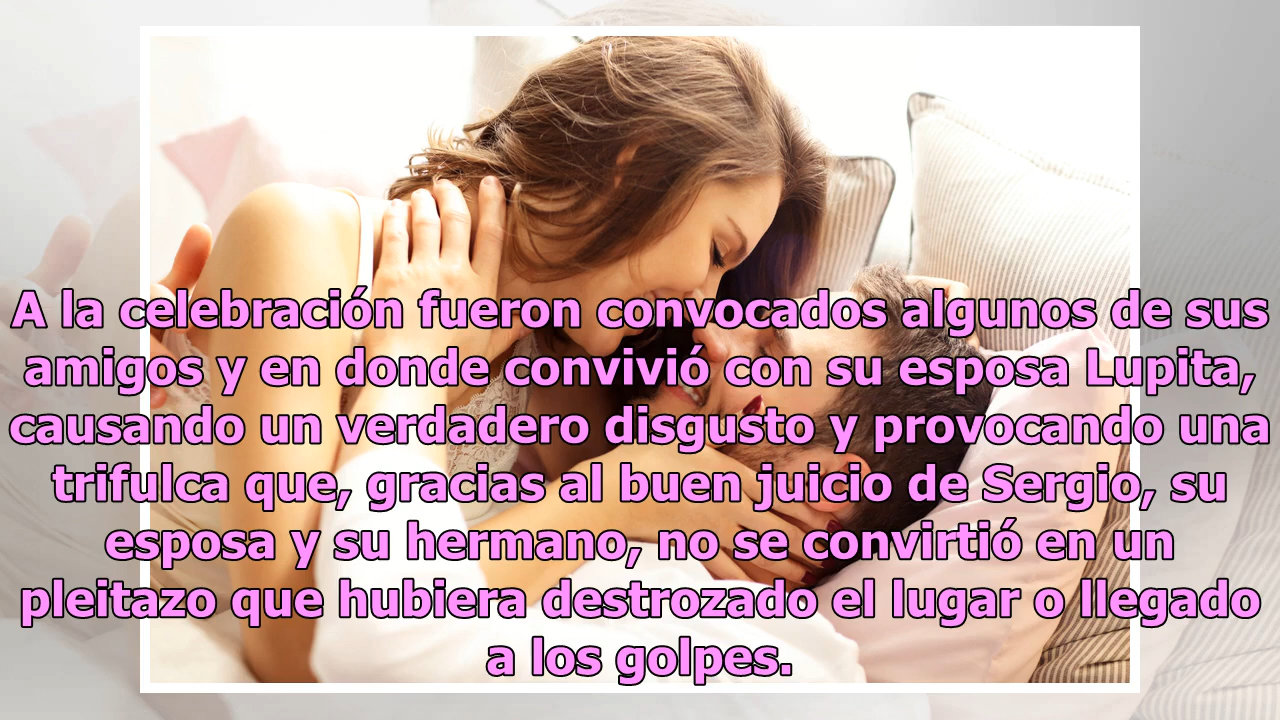 A la celebración fueron convocados algunos de sus
amigos y en donde convivió con su esposa Lupita,
causando un verdadero disgusto y provocando una
trifulca que, gracias al buen juicio de Sergio, su
esposa y su hermano, no se convirtió en un
pleitazo que hubiera destrozado el lugar o llegado
a los golpes.